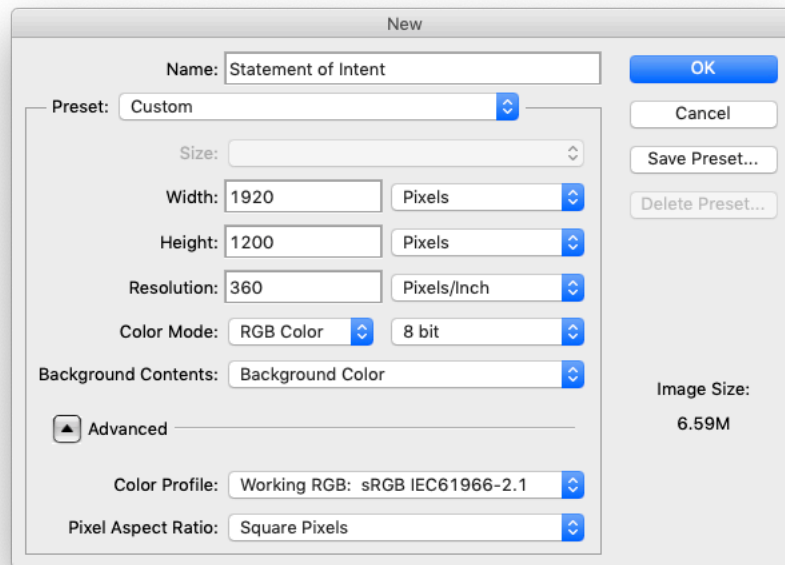 New
Name: Statement of Intent
OK
Preset: Custom
Cancel
Size:
Save Preset...
Width: 1920 Pixels
Delete Preset...
Height: 1200 Pixels
Resolution: 360 Pixels/Inch
Color Mode: RGB Color 8 bit
Background Contents: Background Color
Image Size:
6.59M
Advanced
Color Profile: Working RGB: sRGB IEC61966-2.1
Pixel Aspect Ratio: Square Pixels